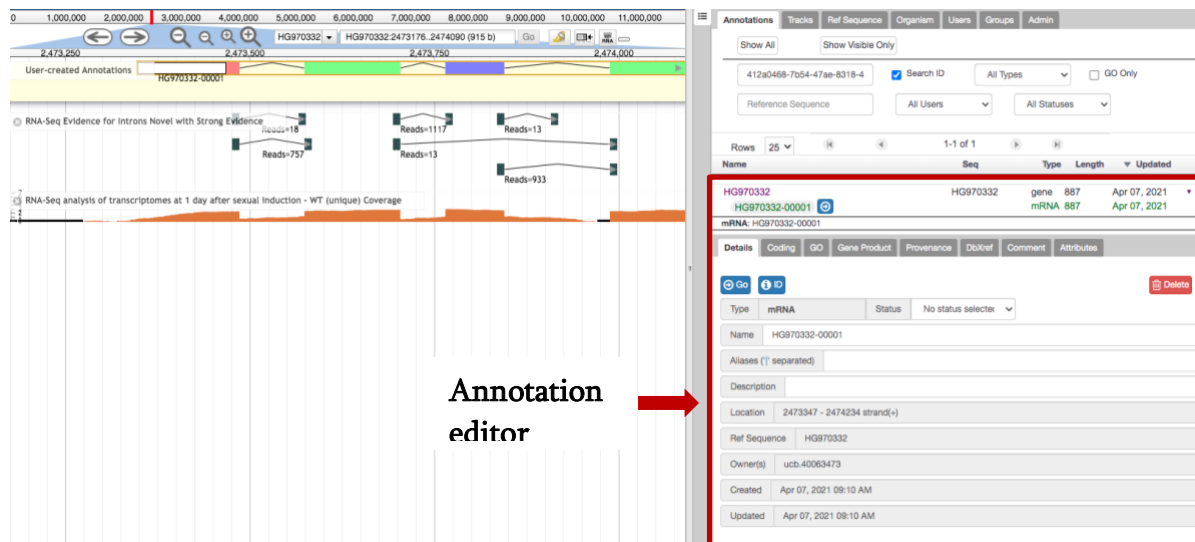 0 1,000,000 2,000,000 3,000,000 4,000,000 5,000,000 6,000,000 7,000,000 8,000,000 9,000,000 10,000,000 11,000,000
HG970332 HG970332:2473176..2474090 (915 b) Go
2,473,250 2,473,500 2,473,750 2,474,000
User-created Annotations
HG970332-00001
RNA-Seq Evidence for Introns Novel with Strong Evidence
Reads=18 Reads=1117 Reads=13
Reads=757 Reads=13
Reads=933
RNA-Seq analysis of transcriptomes at 1 day after sexual induction - WT (unique) Coverage
Annotation
editor
Annotations Tracks Ref Sequence Organism Users Groups Admin
Show All Show Visible Only
412a0468-7b54-47ae-8318-4 Search ID All Types GO Only
Reference Sequence All Users All Statuses
Rows 25 1-1 of 1
Name Seq Type Length Updated
HG970332 HG970332 gene 887 Apr 07, 2021
HG970332-00001 mRNA 887 Apr 07, 2021
mRNA: HG970332-00001
Details Coding GO Gene Product Provenance DbXref Comment Attributes
Go ID Delete
Type mRNA Status No status selectec
Name HG970332-00001
Aliases ('|' separated)
Description
Location 2473347 - 2474234 strand(+)
Ref Sequence HG970332
Owner(s) ucb.40063473
Created Apr 07, 2021 09:10 AM
Updated Apr 07, 2021 09:10 AM